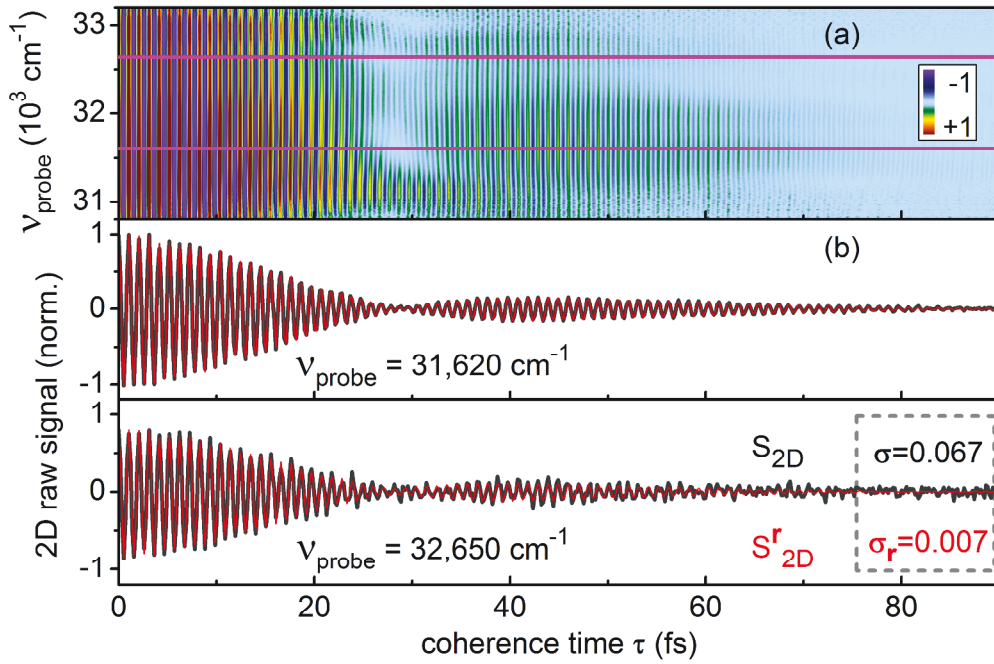 33
32
31
ν_probe (10³ cm⁻¹)
(a)
-1
+1
(b)
1
0
-1
ν_probe = 31,620 cm⁻¹
1
0
-1
2D raw signal (norm.)
S_2D
σ=0.067
S^r_2D
σ_r=0.007
ν_probe = 32,650 cm⁻¹
0 20 40 60 80
coherence time τ (fs)